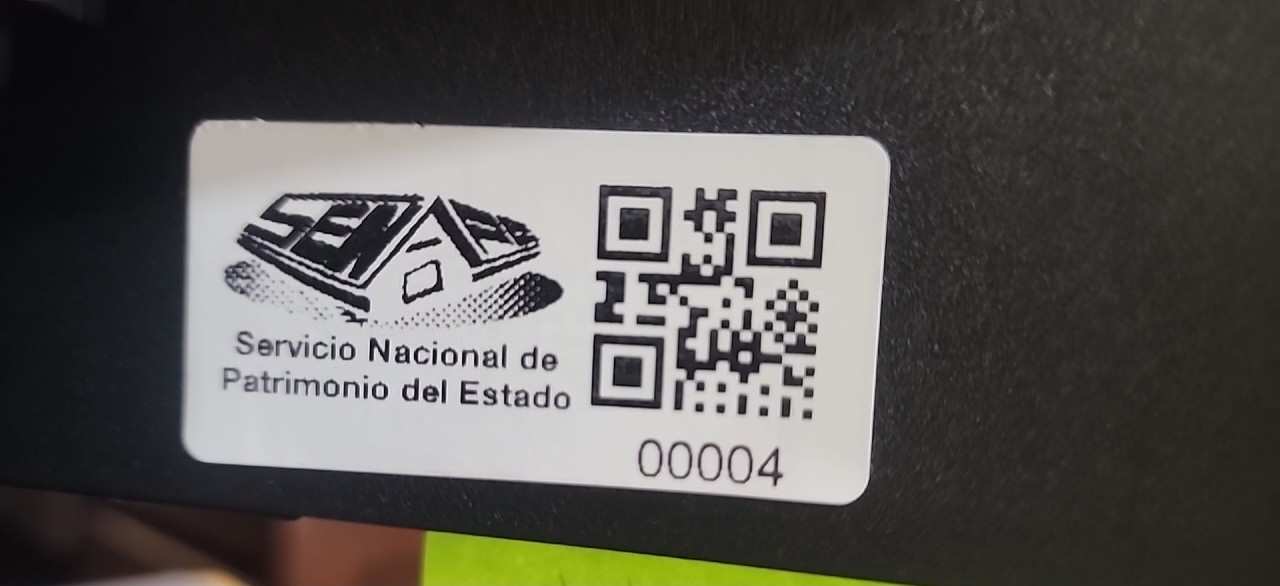 SENAPE
Servicio Nacional de
Patrimonio del Estado
00004